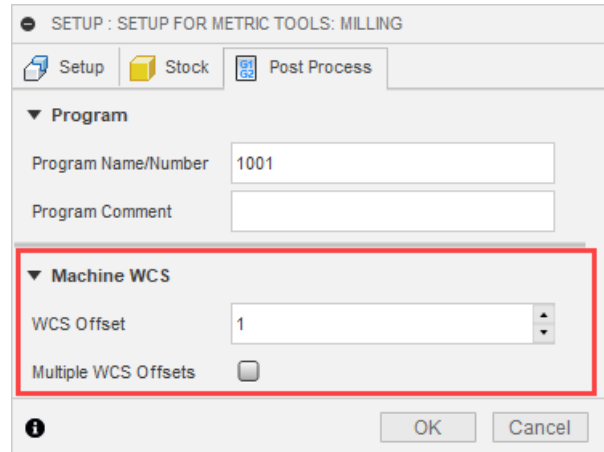 SETUP : SETUP FOR METRIC TOOLS: MILLING
Setup Stock G1 G2 Post Process
Program
Program Name/Number 1001
Program Comment
Machine WCS
WCS Offset 1
Multiple WCS Offsets
OK Cancel